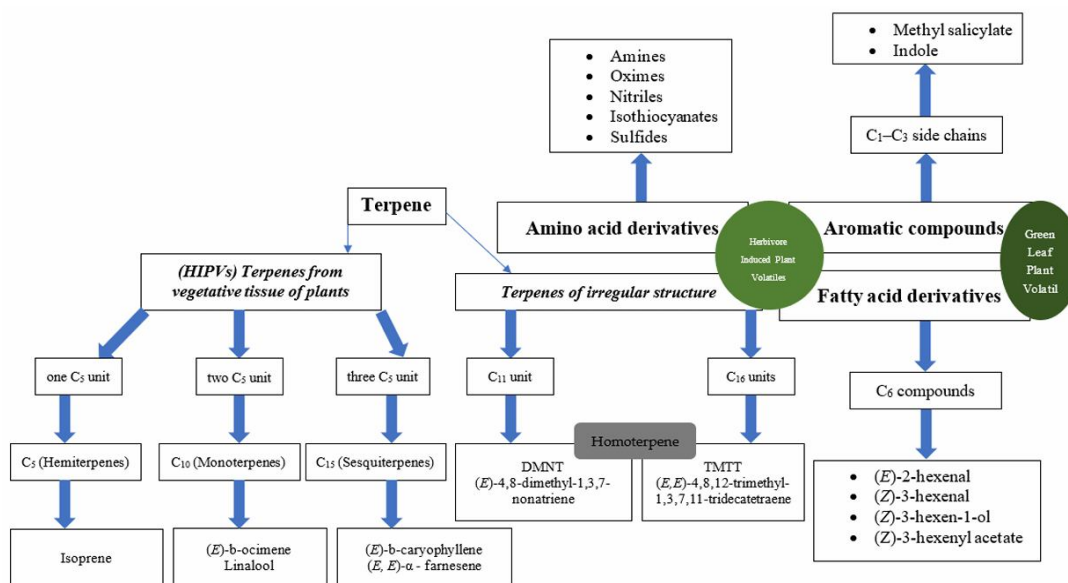 • Methyl salicylate
• Indole
• Amines
• Oximes
• Nitriles
• Isothiocyanates
• Sulfides
C₁–C₃ side chains
Terpene
Amino acid derivatives
Aromatic compounds
Herbivore
Induced Plant
Volatiles
Green
Leaf
Plant
Volatil
(HIPVs) Terpenes from
vegetative tissue of plants
Terpenes of irregular structure
Fatty acid derivatives
one C₅ unit
two C₅ unit
three C₅ unit
C₁₁ unit
C₁₆ units
C₆ compounds
C₅ (Hemiterpenes)
C₁₀ (Monoterpenes)
C₁₅ (Sesquiterpenes)
Homoterpene
DMNT
(E)-4,8-dimethyl-1,3,7-
nonatriene
TMTT
(E,E)-4,8,12-trimethyl-
1,3,7,11-tridecatetraene
• (E)-2-hexenal
• (Z)-3-hexenal
• (Z)-3-hexen-1-ol
• (Z)-3-hexenyl acetate
Isoprene
(E)-b-ocimene
Linalool
(E)-b-caryophyllene
(E, E)-α - farnesene